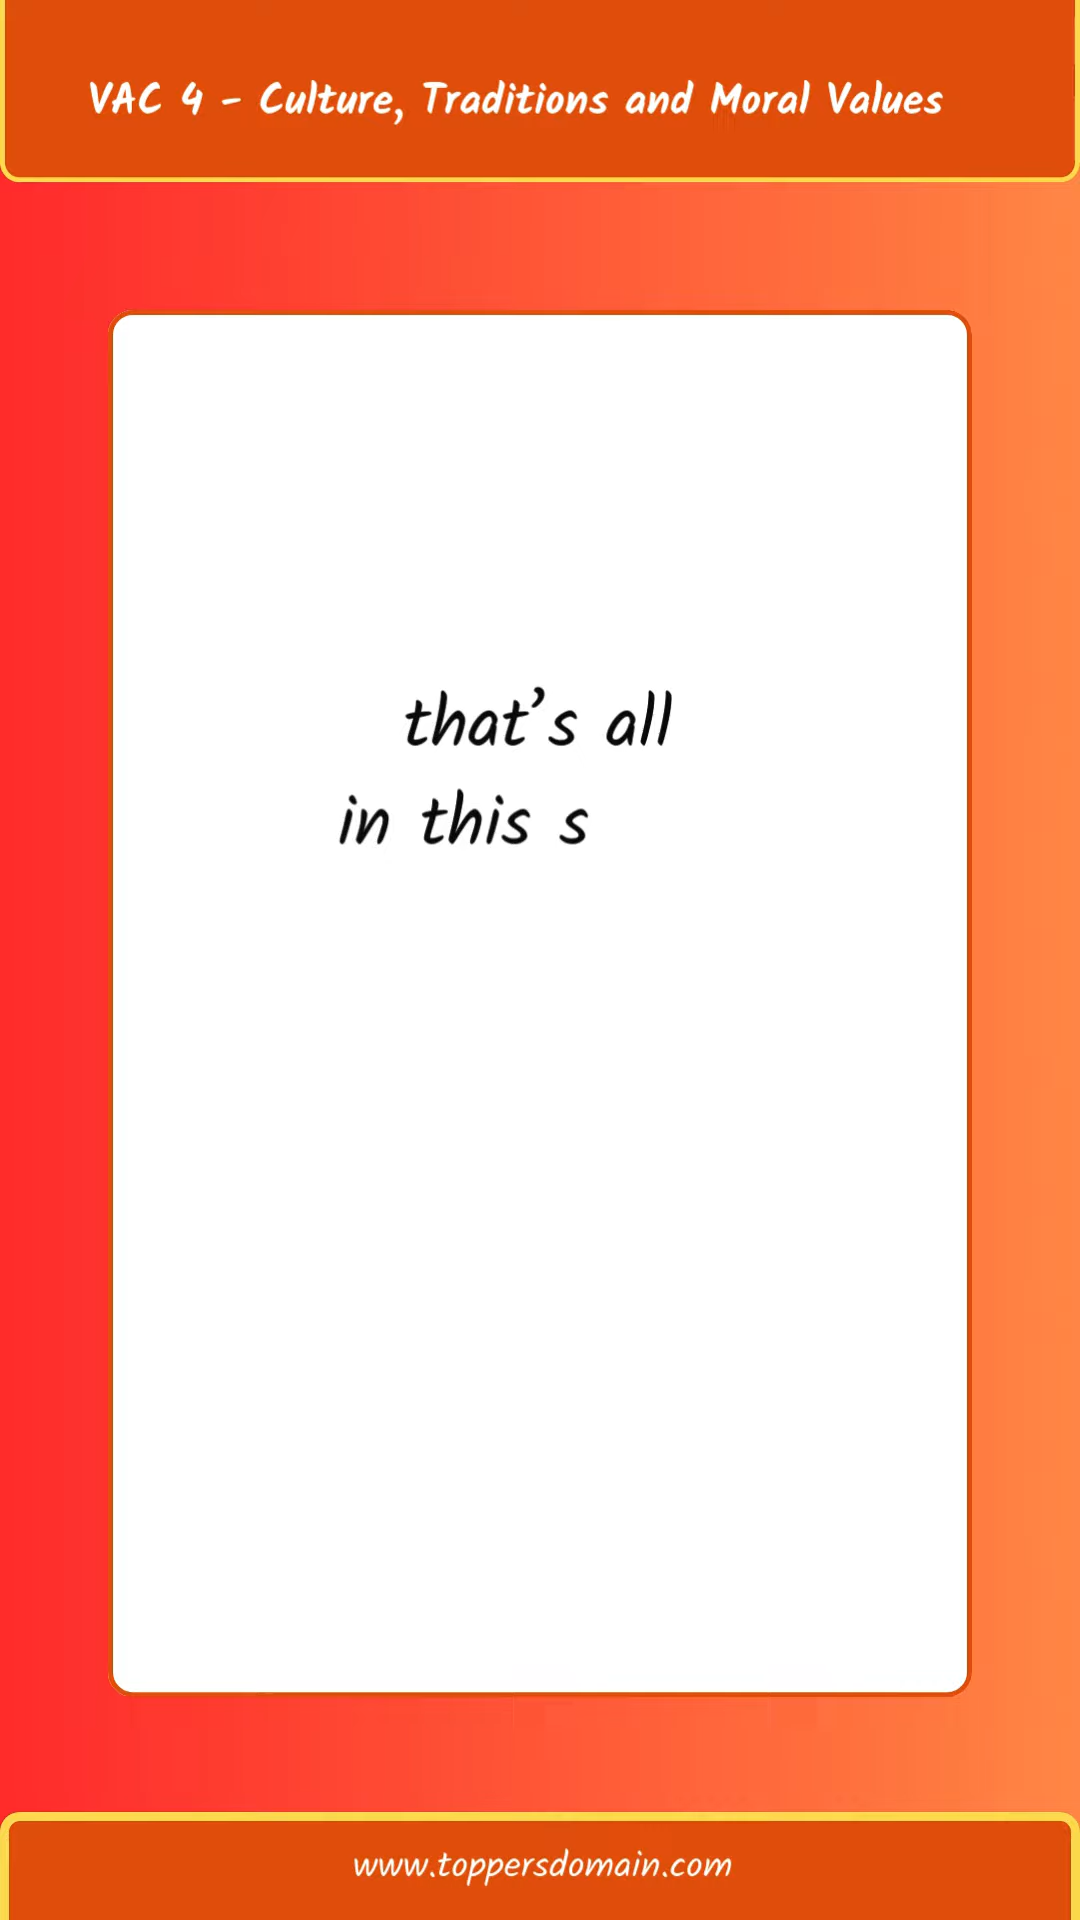 VAC 4 - Culture, Traditions and Moral Values
that's all
in this s
www.toppersdomain.com